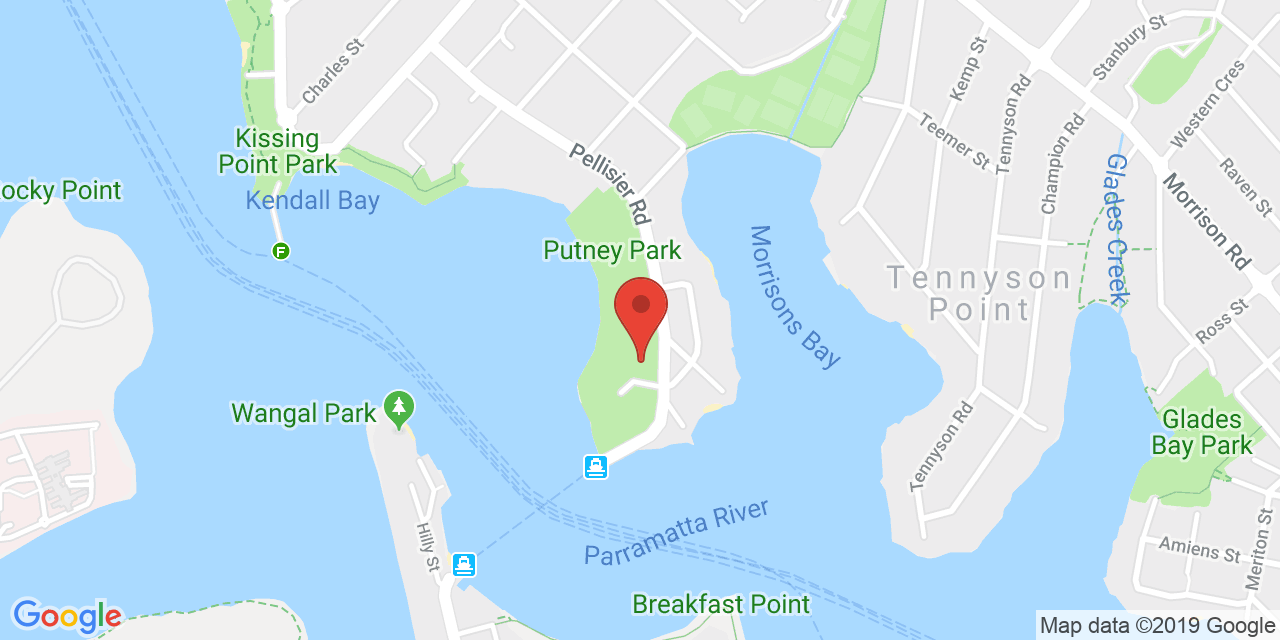 Charles St
Kemp St
Stanbury St
Tennyson Rd
Western Cres
Teemer St
Champion Rd
Kissing
Point Park
Pellisier Rd
Raven St
ocky Point
Kendall Bay
Glades Creek
Morrison Rd
Putney Park
F
Morrisons Bay
Tennyson
Point
Ross St
Wangal Park
Glades
Bay Park
Tennyson Rd
Parramatta River
Hilly St
Amiens St
Meriton St
Breakfast Point
Google
Map data ©2019 Google